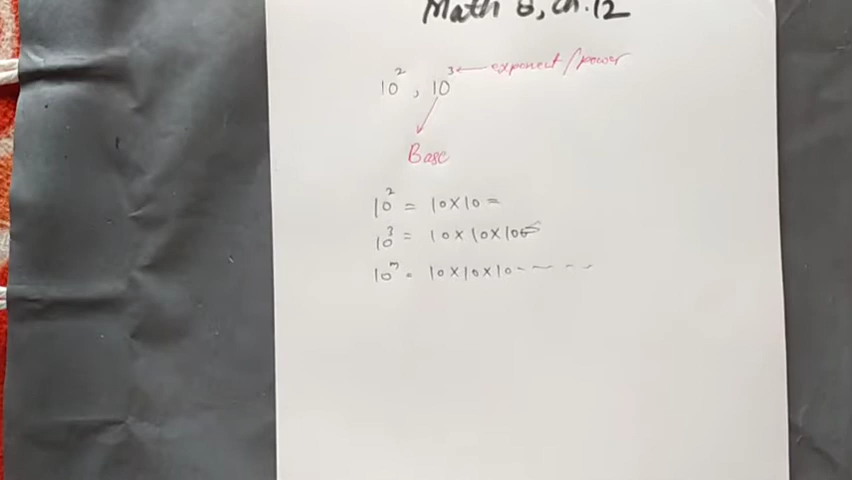 Math 8, Ch. 12
10², 10³ ← exponent/power
Base
10² = 10×10 =
10³ = 10×10×10
10ᵐ = 10×10×10 - - - -